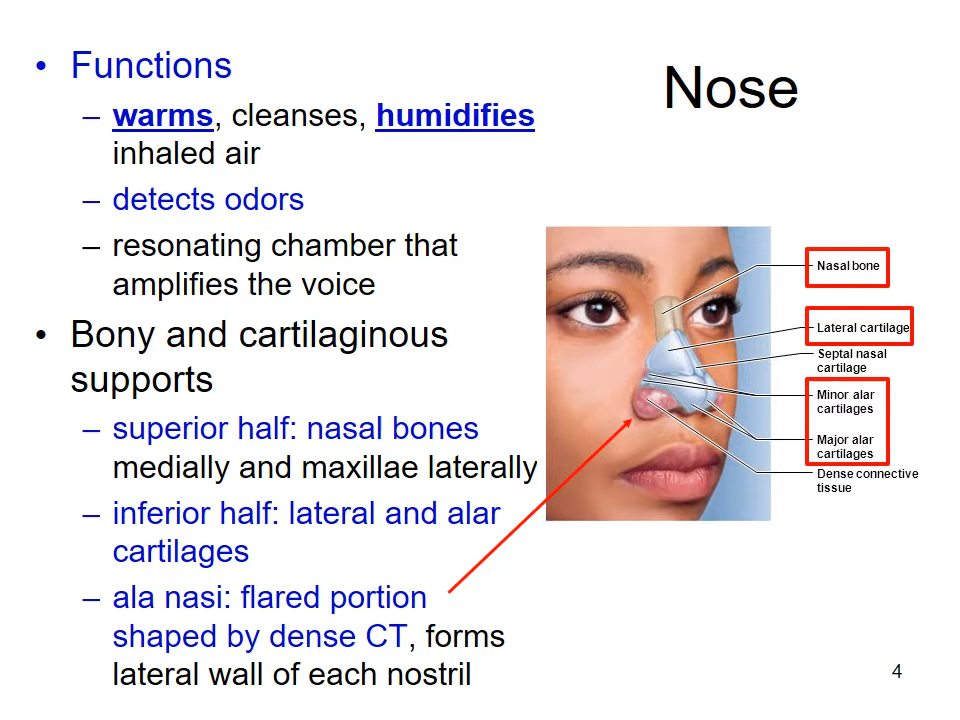 Nose
• Functions
– warms, cleanses, humidifies
inhaled air
– detects odors
– resonating chamber that
amplifies the voice
• Bony and cartilaginous
supports
– superior half: nasal bones
medially and maxillae laterally
– inferior half: lateral and alar
cartilages
– ala nasi: flared portion
shaped by dense CT, forms
lateral wall of each nostril
Nasal bone
Lateral cartilage
Septal nasal
cartilage
Minor alar
cartilages
Major alar
cartilages
Dense connective
tissue
4